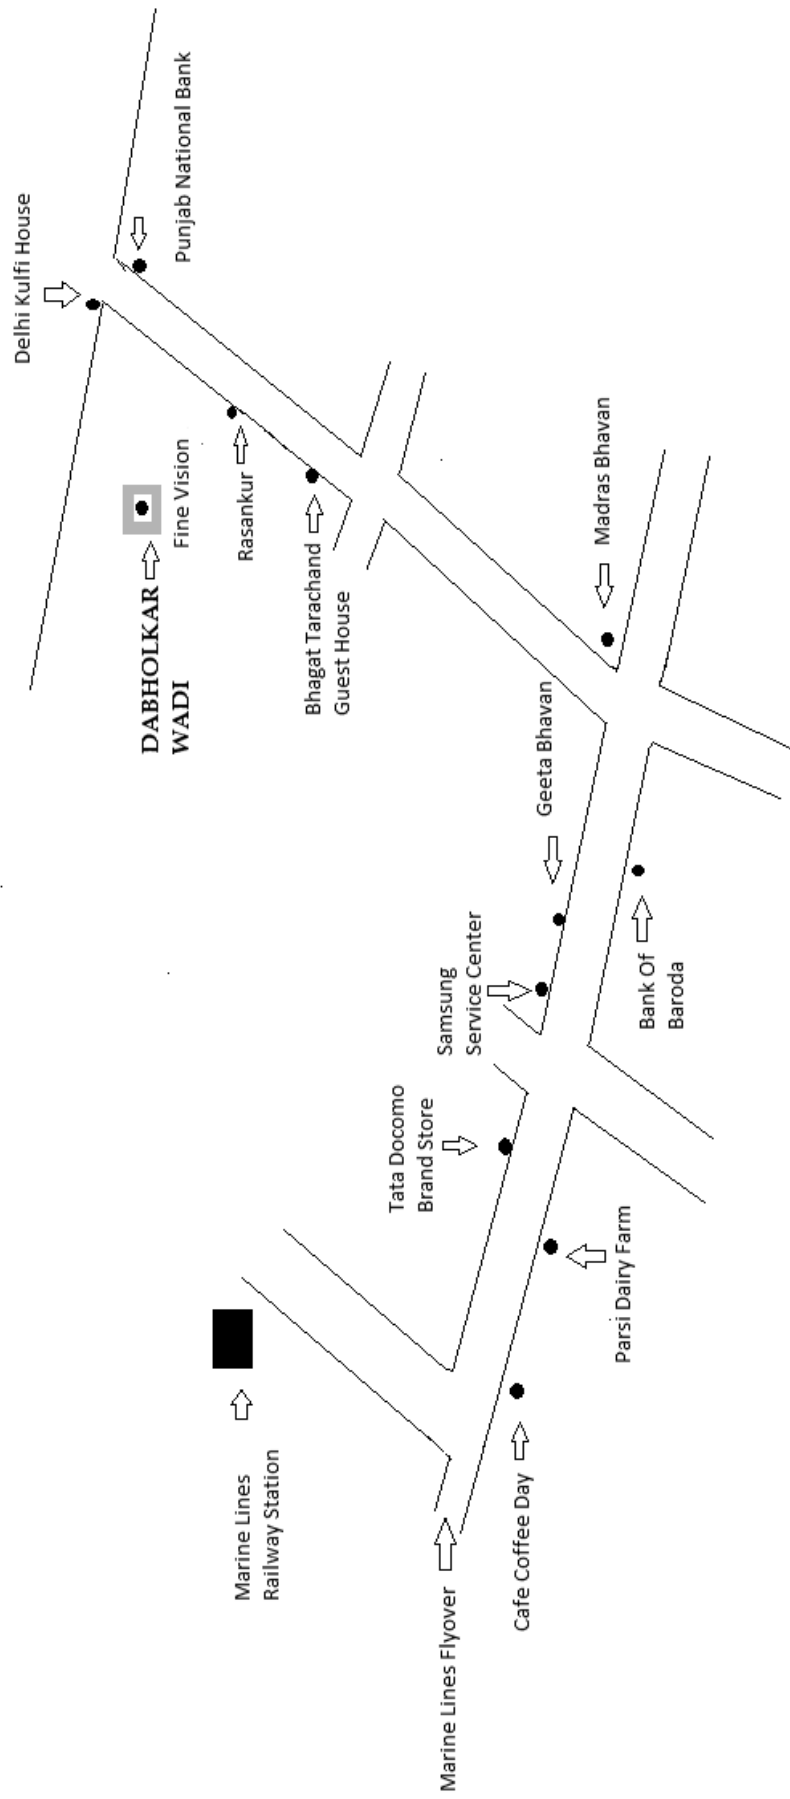 Delhi Kulfi House
Punjab National Bank
DABHOLKAR
WADI
Fine Vision
Rasankur
Bhagat Tarachand
Guest House
Madras Bhavan
Geeta Bhavan
Samsung
Service Center
Bank Of
Baroda
Tata Docomo
Brand Store
Parsi Dairy Farm
Marine Lines
Railway Station
Cafe Coffee Day
Marine Lines Flyover